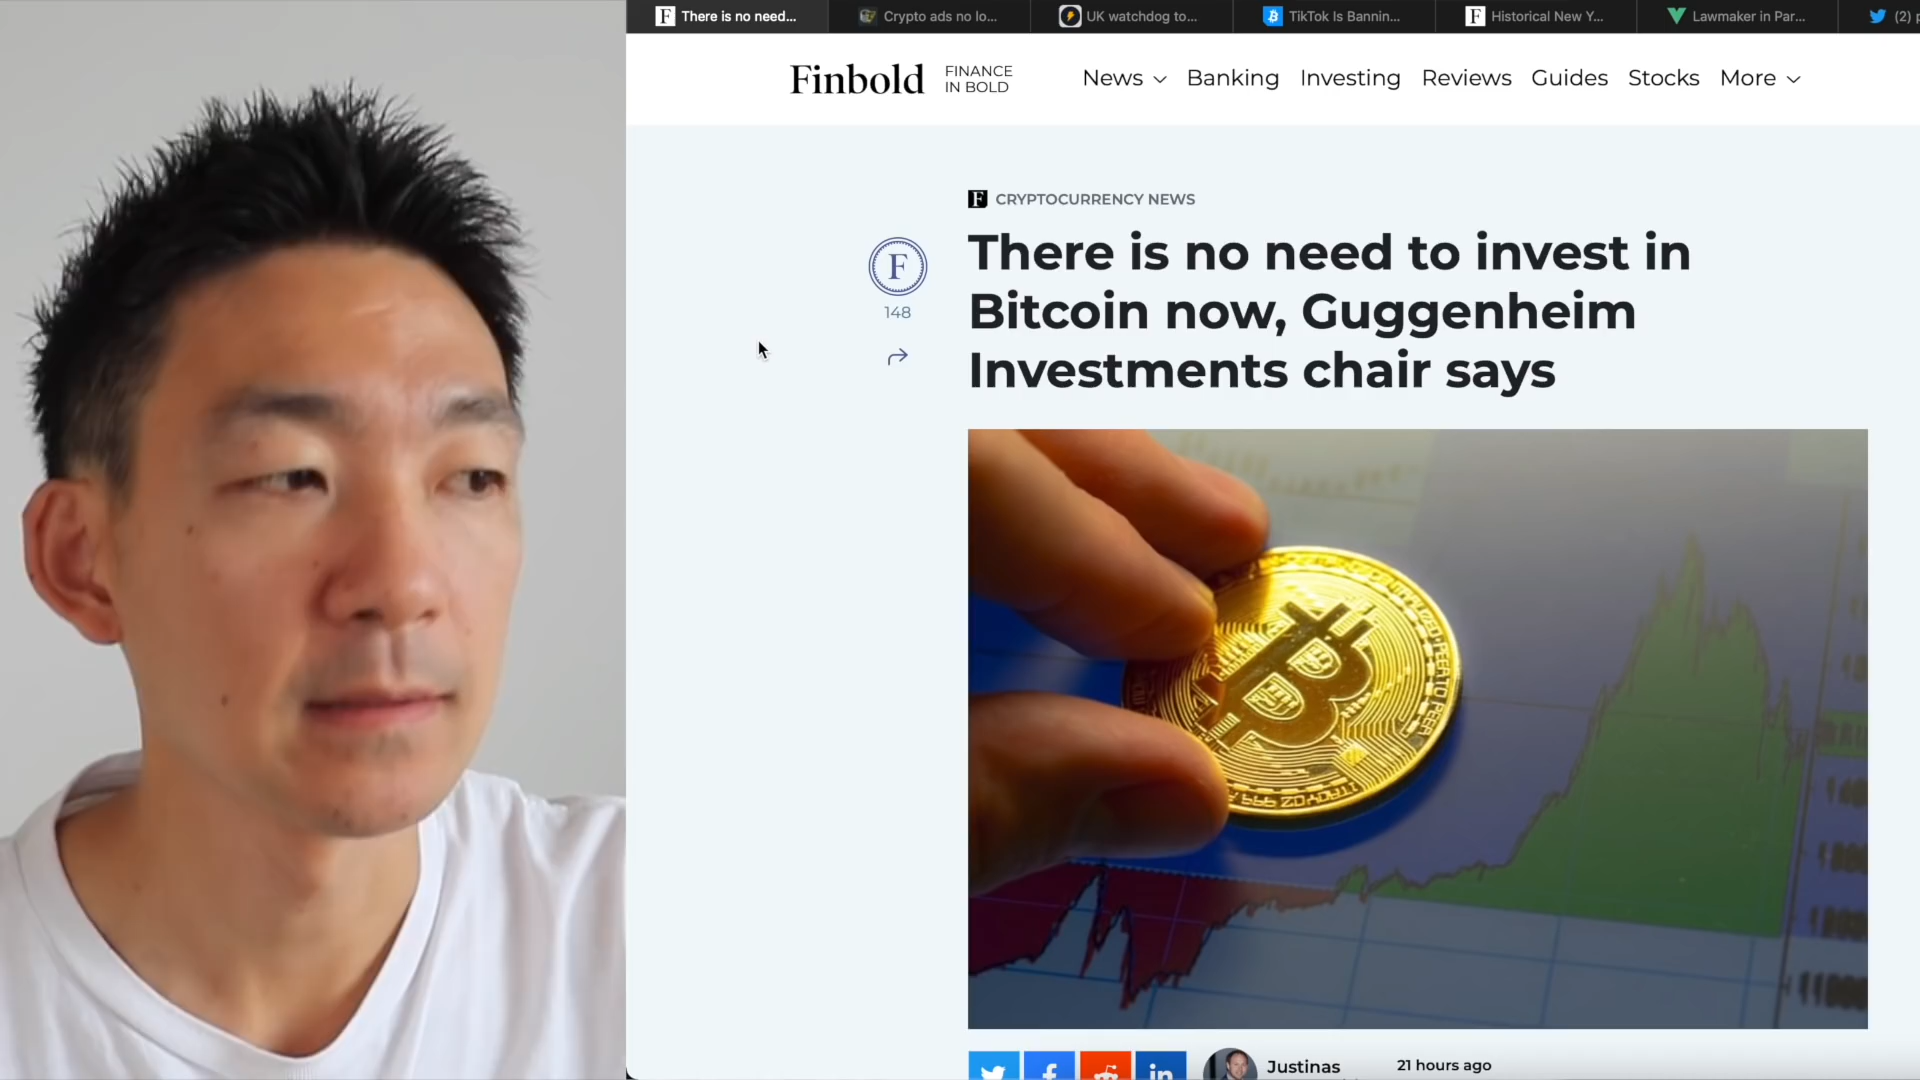 There is no need...
Crypto ads no lo...
UK watchdog to...
TikTok Is Bannin...
Historical New Y...
Lawmaker in Par...
(2) p
Finbold
FINANCE
IN BOLD
News
Banking
Investing
Reviews
Guides
Stocks
More
F CRYPTOCURRENCY NEWS
F
148
There is no need to invest in
Bitcoin now, Guggenheim
Investments chair says
Justinas
21 hours ago